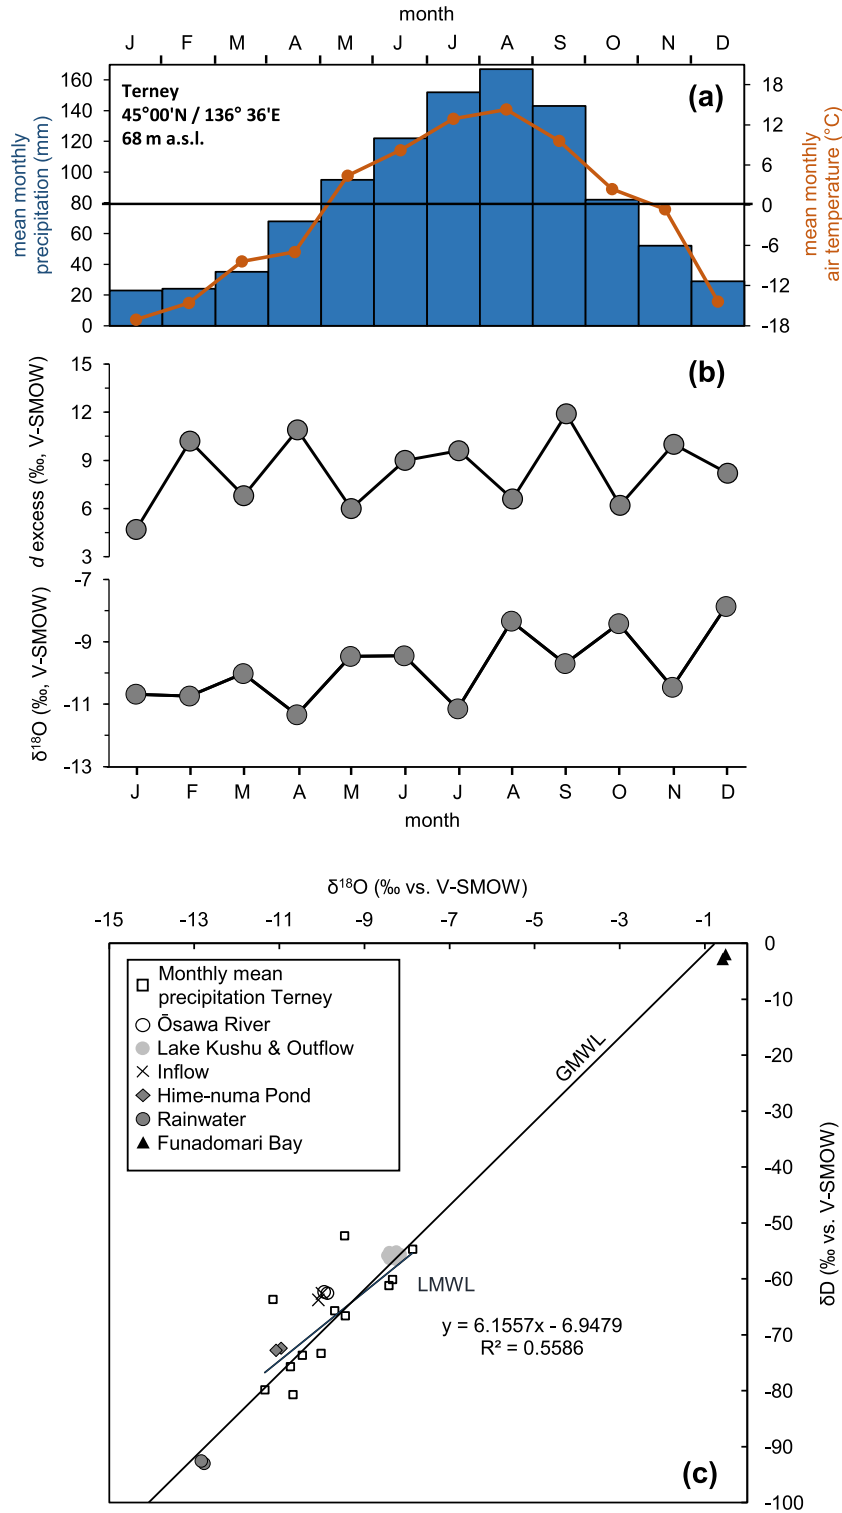 month
J F M A M J J A S O N D
160
140
120
100
80
60
40
20
0
mean monthly
precipitation (mm)
Terney
45°00'N / 136° 36'E
68 m a.s.l.
(a)
18
12
6
0
-6
-12
-18
mean monthly
air temperature (°C)
(b)
15
12
9
6
3
d excess (‰, V-SMOW)
-7
-9
-11
-13
δ¹⁸O (‰, V-SMOW)
J F M A M J J A S O N D
month
δ¹⁸O (‰ vs. V-SMOW)
-15 -13 -11 -9 -7 -5 -3 -1
Monthly mean
precipitation Terney
Ōsawa River
Lake Kushu & Outflow
Inflow
Hime-numa Pond
Rainwater
Funadomari Bay
GMWL
LMWL
y = 6.1557x - 6.9479
R² = 0.5586
(c)
0
-10
-20
-30
-40
-50
-60
-70
-80
-90
-100
δD (‰ vs. V-SMOW)